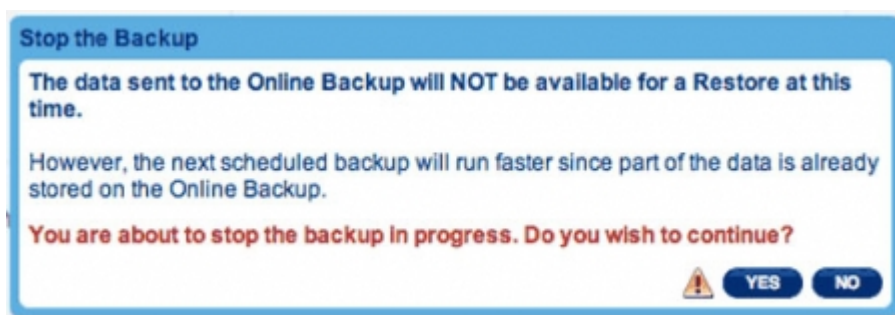 Stop the Backup
The data sent to the Online Backup will NOT be available for a Restore at this
time.
However, the next scheduled backup will run faster since part of the data is already
stored on the Online Backup.
You are about to stop the backup in progress. Do you wish to continue?
YES NO